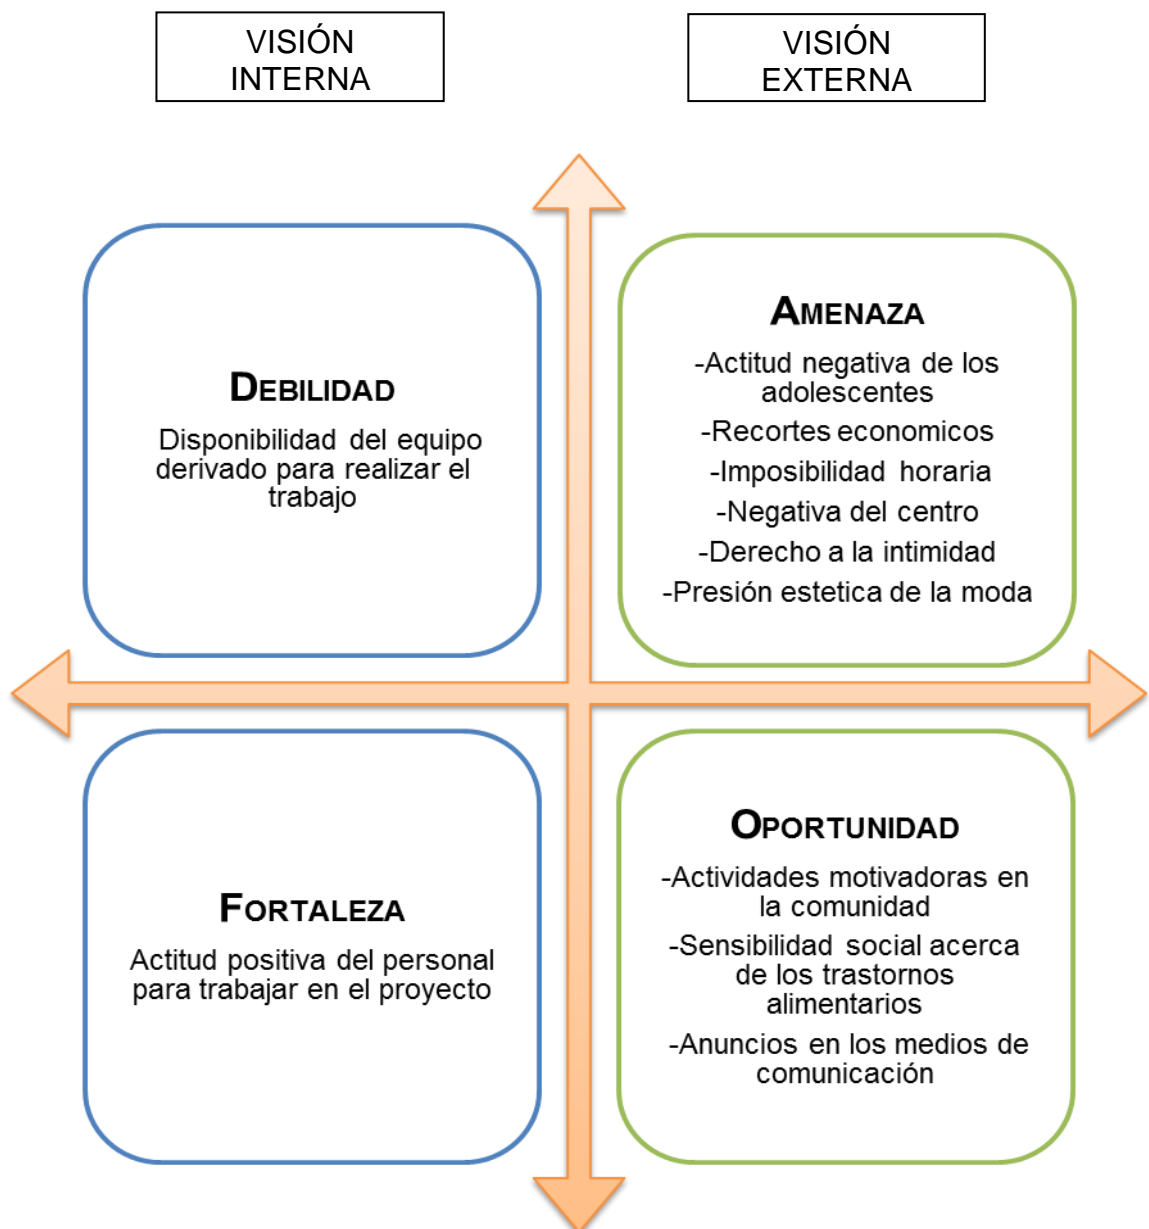 VISIÓN
INTERNA
VISIÓN
EXTERNA
DEBILIDAD
Disponibilidad del equipo
derivado para realizar el
trabajo
AMENAZA
-Actitud negativa de los
adolescentes
-Recortes economicos
-Imposibilidad horaria
-Negativa del centro
-Derecho a la intimidad
-Presión estetica de la moda
FORTALEZA
Actitud positiva del personal
para trabajar en el proyecto
OPORTUNIDAD
-Actividades motivadoras en
la comunidad
-Sensibilidad social acerca
de los trastornos
alimentarios
-Anuncios en los medios de
comunicación